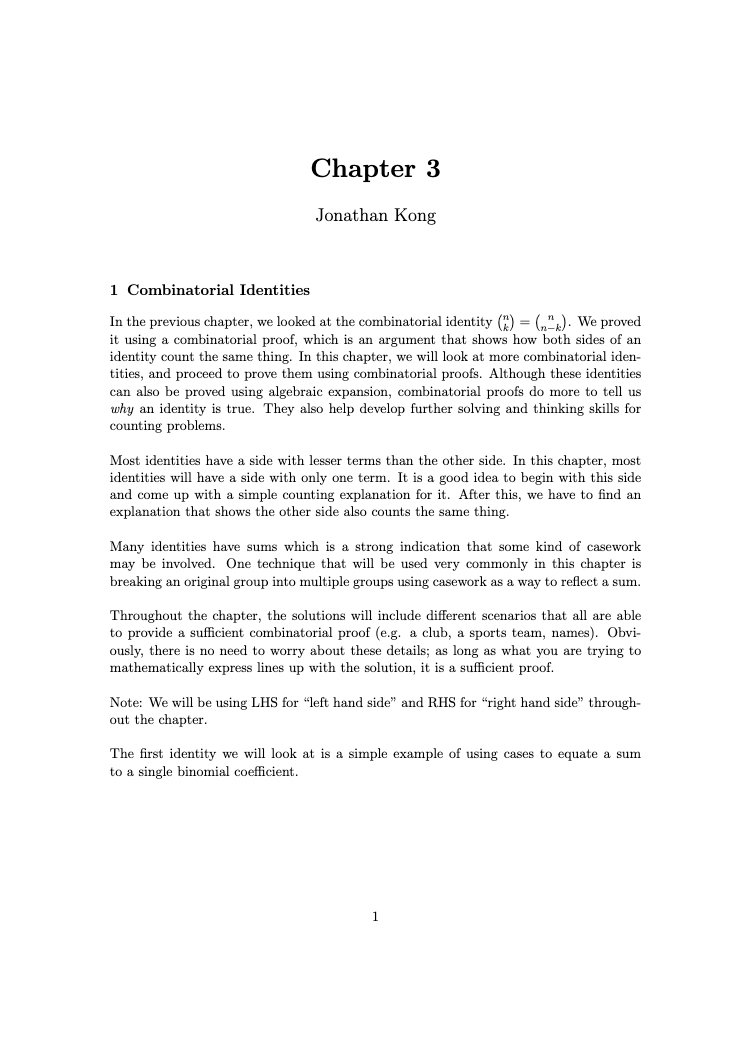 Chapter 3
Jonathan Kong
1 Combinatorial Identities
In the previous chapter, we looked at the combinatorial identity $\binom{n}{k} = \binom{n}{n-k}$. We proved
it using a combinatorial proof, which is an argument that shows how both sides of an
identity count the same thing. In this chapter, we will look at more combinatorial iden-
tities, and proceed to prove them using combinatorial proofs. Although these identities
can also be proved using algebraic expansion, combinatorial proofs do more to tell us
why an identity is true. They also help develop further solving and thinking skills for
counting problems.
Most identities have a side with lesser terms than the other side. In this chapter, most
identities will have a side with only one term. It is a good idea to begin with this side
and come up with a simple counting explanation for it. After this, we have to find an
explanation that shows the other side also counts the same thing.
Many identities have sums which is a strong indication that some kind of casework
may be involved. One technique that will be used very commonly in this chapter is
breaking an original group into multiple groups using casework as a way to reflect a sum.
Throughout the chapter, the solutions will include different scenarios that all are able
to provide a sufficient combinatorial proof (e.g. a club, a sports team, names). Obvi-
ously, there is no need to worry about these details; as long as what you are trying to
mathematically express lines up with the solution, it is a sufficient proof.
Note: We will be using LHS for “left hand side” and RHS for “right hand side” through-
out the chapter.
The first identity we will look at is a simple example of using cases to equate a sum
to a single binomial coefficient.
1